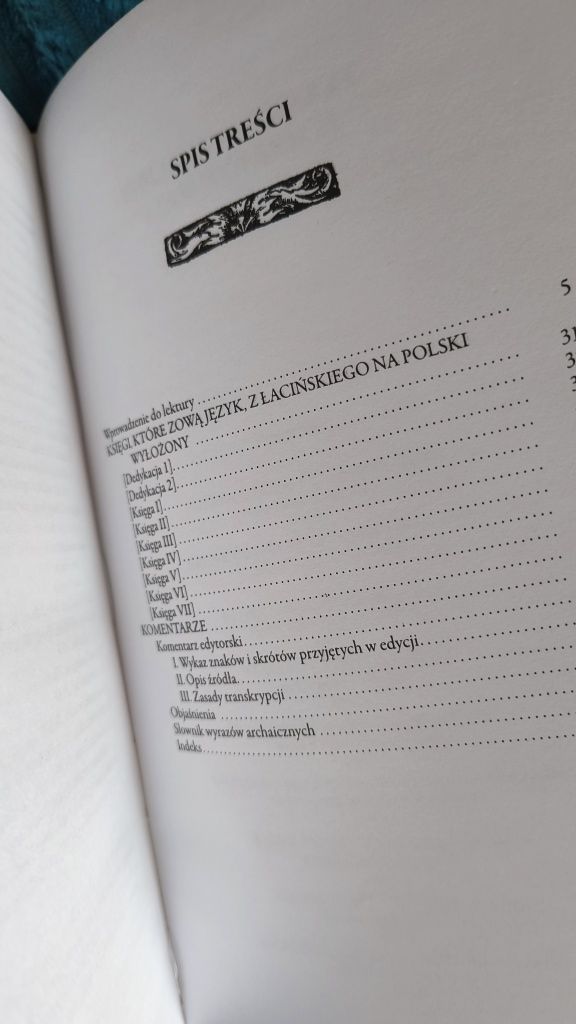 SPIS TREŚCI
Wprowadzenie do lektury . . . . . . . . . . . . . . . . . . . . . . . . . . . . 5
KSIĘGI, KTÓRE ZOWĄ JĘZYK, Z ŁACIŃSKIEGO NA POLSKI
WYŁOŻONY . . . . . . . . . . . . . . . . . . . . . . . . . . . . 31
[Dedykacja 1] . . . . . . . . . . . . . . . . . . . . . . . . . . . .
[Dedykacja 2] . . . . . . . . . . . . . . . . . . . . . . . . . . . .
[Księga I] . . . . . . . . . . . . . . . . . . . . . . . . . . . .
[Księga II] . . . . . . . . . . . . . . . . . . . . . . . . . . . .
[Księga III] . . . . . . . . . . . . . . . . . . . . . . . . . . . .
[Księga IV] . . . . . . . . . . . . . . . . . . . . . . . . . . . .
[Księga V] . . . . . . . . . . . . . . . . . . . . . . . . . . . .
[Księga VI] . . . . . . . . . . . . . . . . . . . . . . . . . . . .
[Księga VII] . . . . . . . . . . . . . . . . . . . . . . . . . . . .
KOMENTARZE . . . . . . . . . . . . . . . . . . . . . . . . . . . .
Komentarz edytorski . . . . . . . . . . . . . . . . . . . . . . . . . . . .
I. Wykaz znaków i skrótów przyjętych w edycji . . . . . . . . . . . . . .
II. Opis źródła . . . . . . . . . . . . . . . . . . . . . . . . . . . .
III. Zasady transkrypcji . . . . . . . . . . . . . . . . . . . . . . . . . . . .
Objaśnienia . . . . . . . . . . . . . . . . . . . . . . . . . . . .
Słownik wyrazów archaicznych . . . . . . . . . . . . . . . . . . . . . . . .
Indeks . . . . . . . . . . . . . . . . . . . . . . . . . . . .